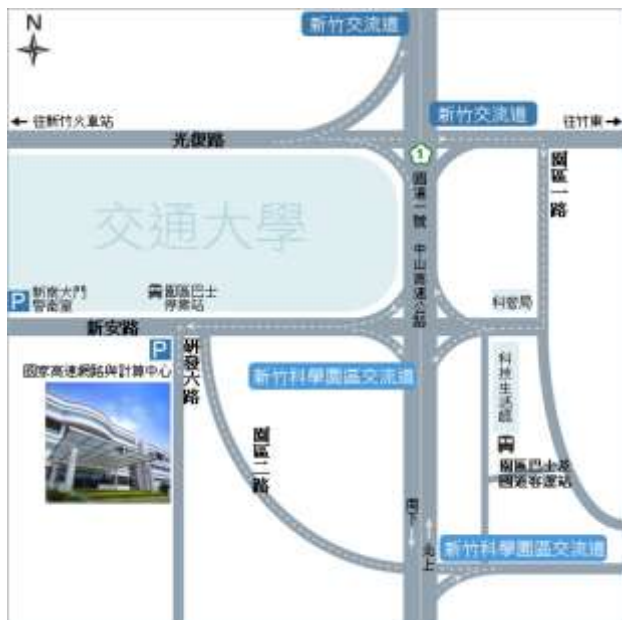 N
新竹交流道
新竹交流道
← 往新竹火車站
往竹東 →
光復路
1
園區一路
國道一號 中山高速公路
交通大學
P
新安大門
警衛室
園區巴士
停靠站
科管局
新安路
P
研發六路
國家高速網路與計算中心
新竹科學園區交流道
科技生活館
園區二路
園區巴士及
國道客運站
南下
北上
新竹科學園區交流道